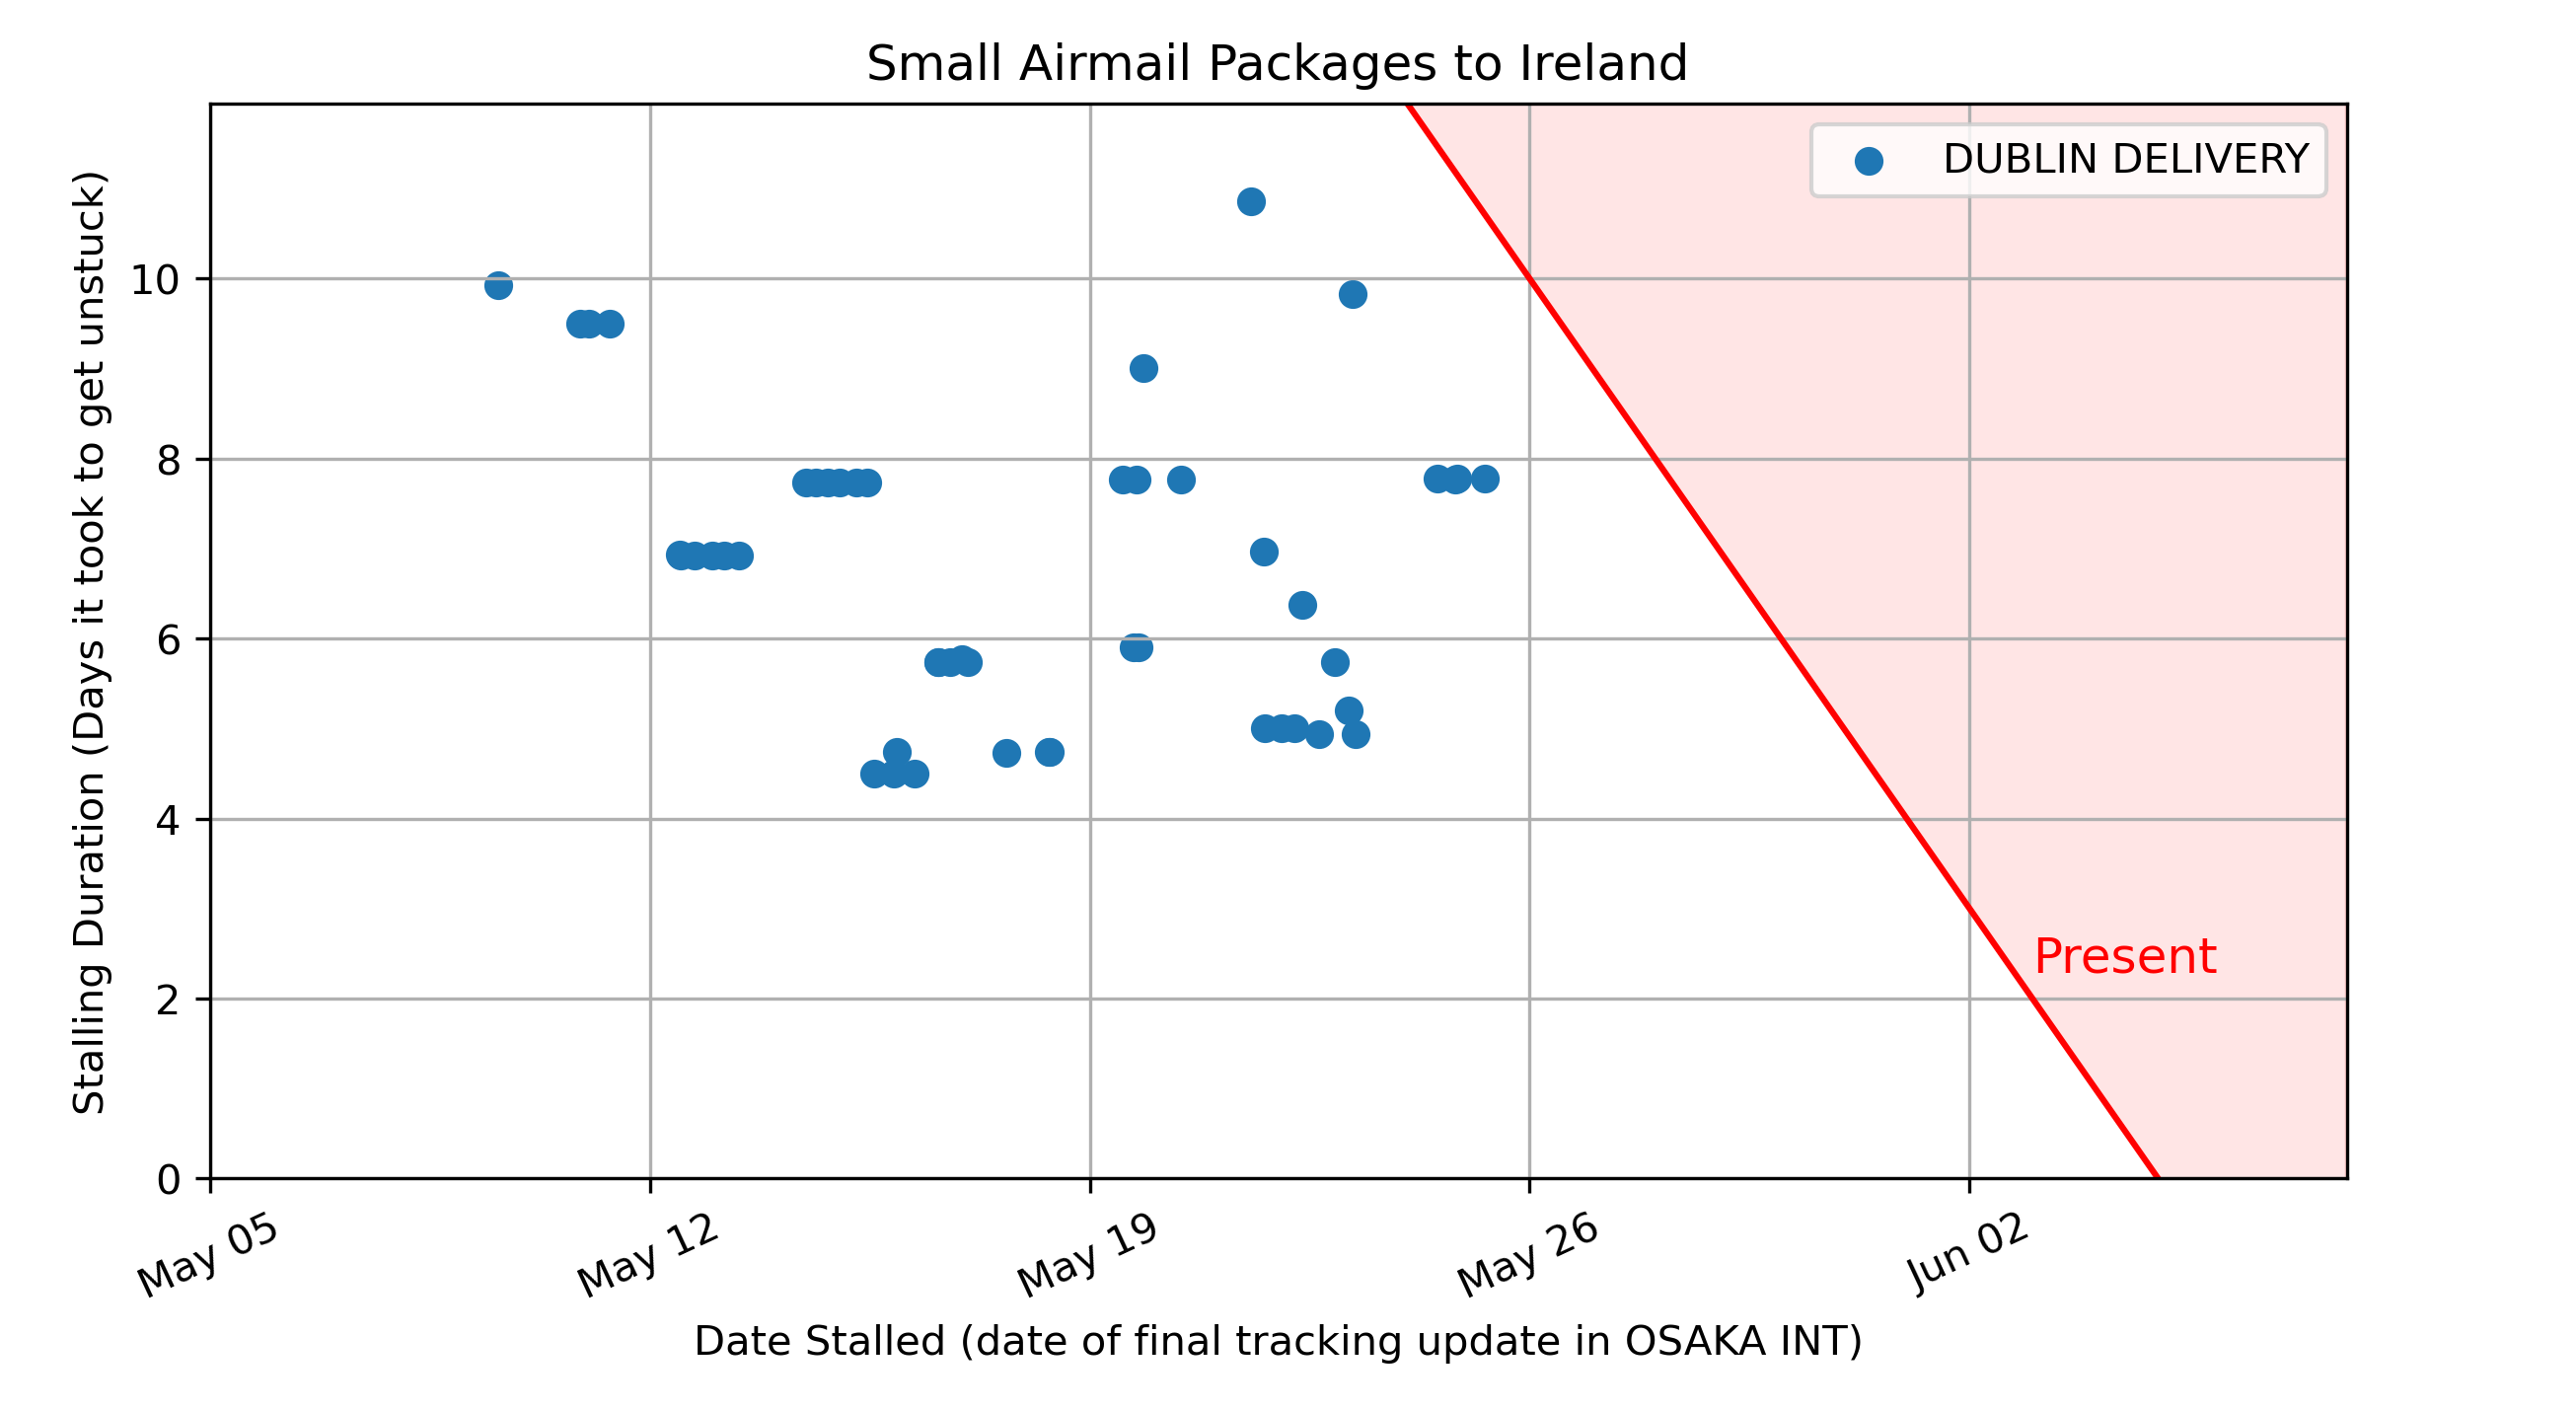 Small Airmail Packages to Ireland
DUBLIN DELIVERY
Stalling Duration (Days it took to get unstuck)
10
8
6
4
2
0
Present
May 05
May 12
May 19
May 26
Jun 02
Date Stalled (date of final tracking update in OSAKA INT)